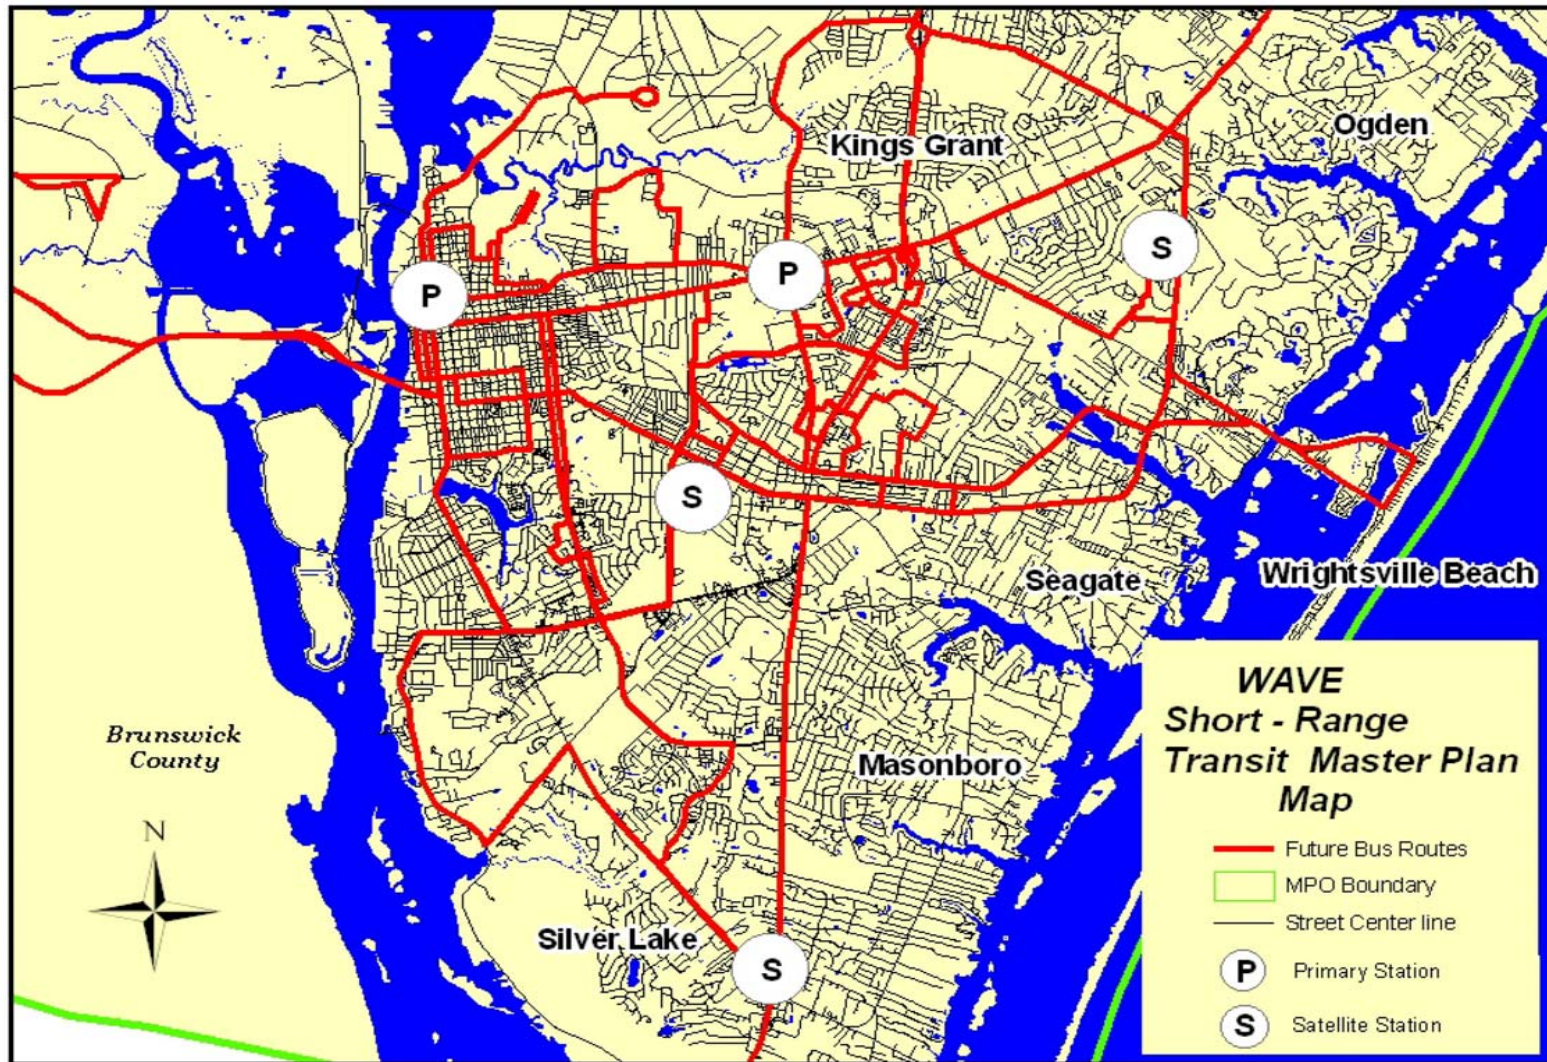 Ogden
Kings Grant
S
P
P
S
Seagate
Wrightsville Beach
Brunswick
County
N
Masonboro
Silver Lake
S
WAVE
Short - Range
Transit Master Plan
Map
Future Bus Routes
MPO Boundary
Street Center line
P Primary Station
S Satellite Station